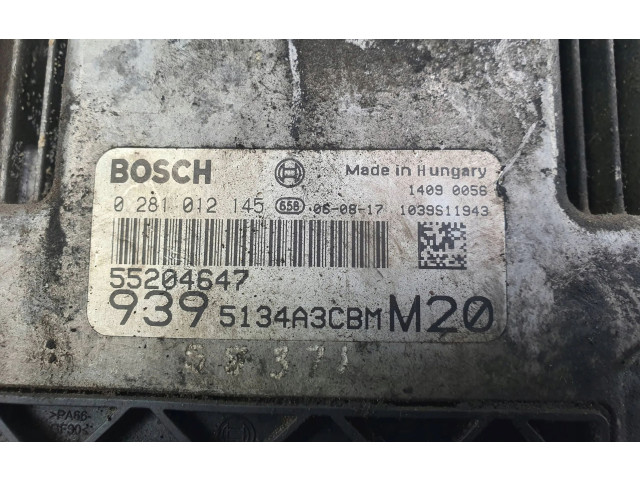 BOSCH Made in Hungary
1409 0056
0 281 012 145 656 06-08-17 1039S11943
55204647
939 5134A3CBM M20
>PA66-